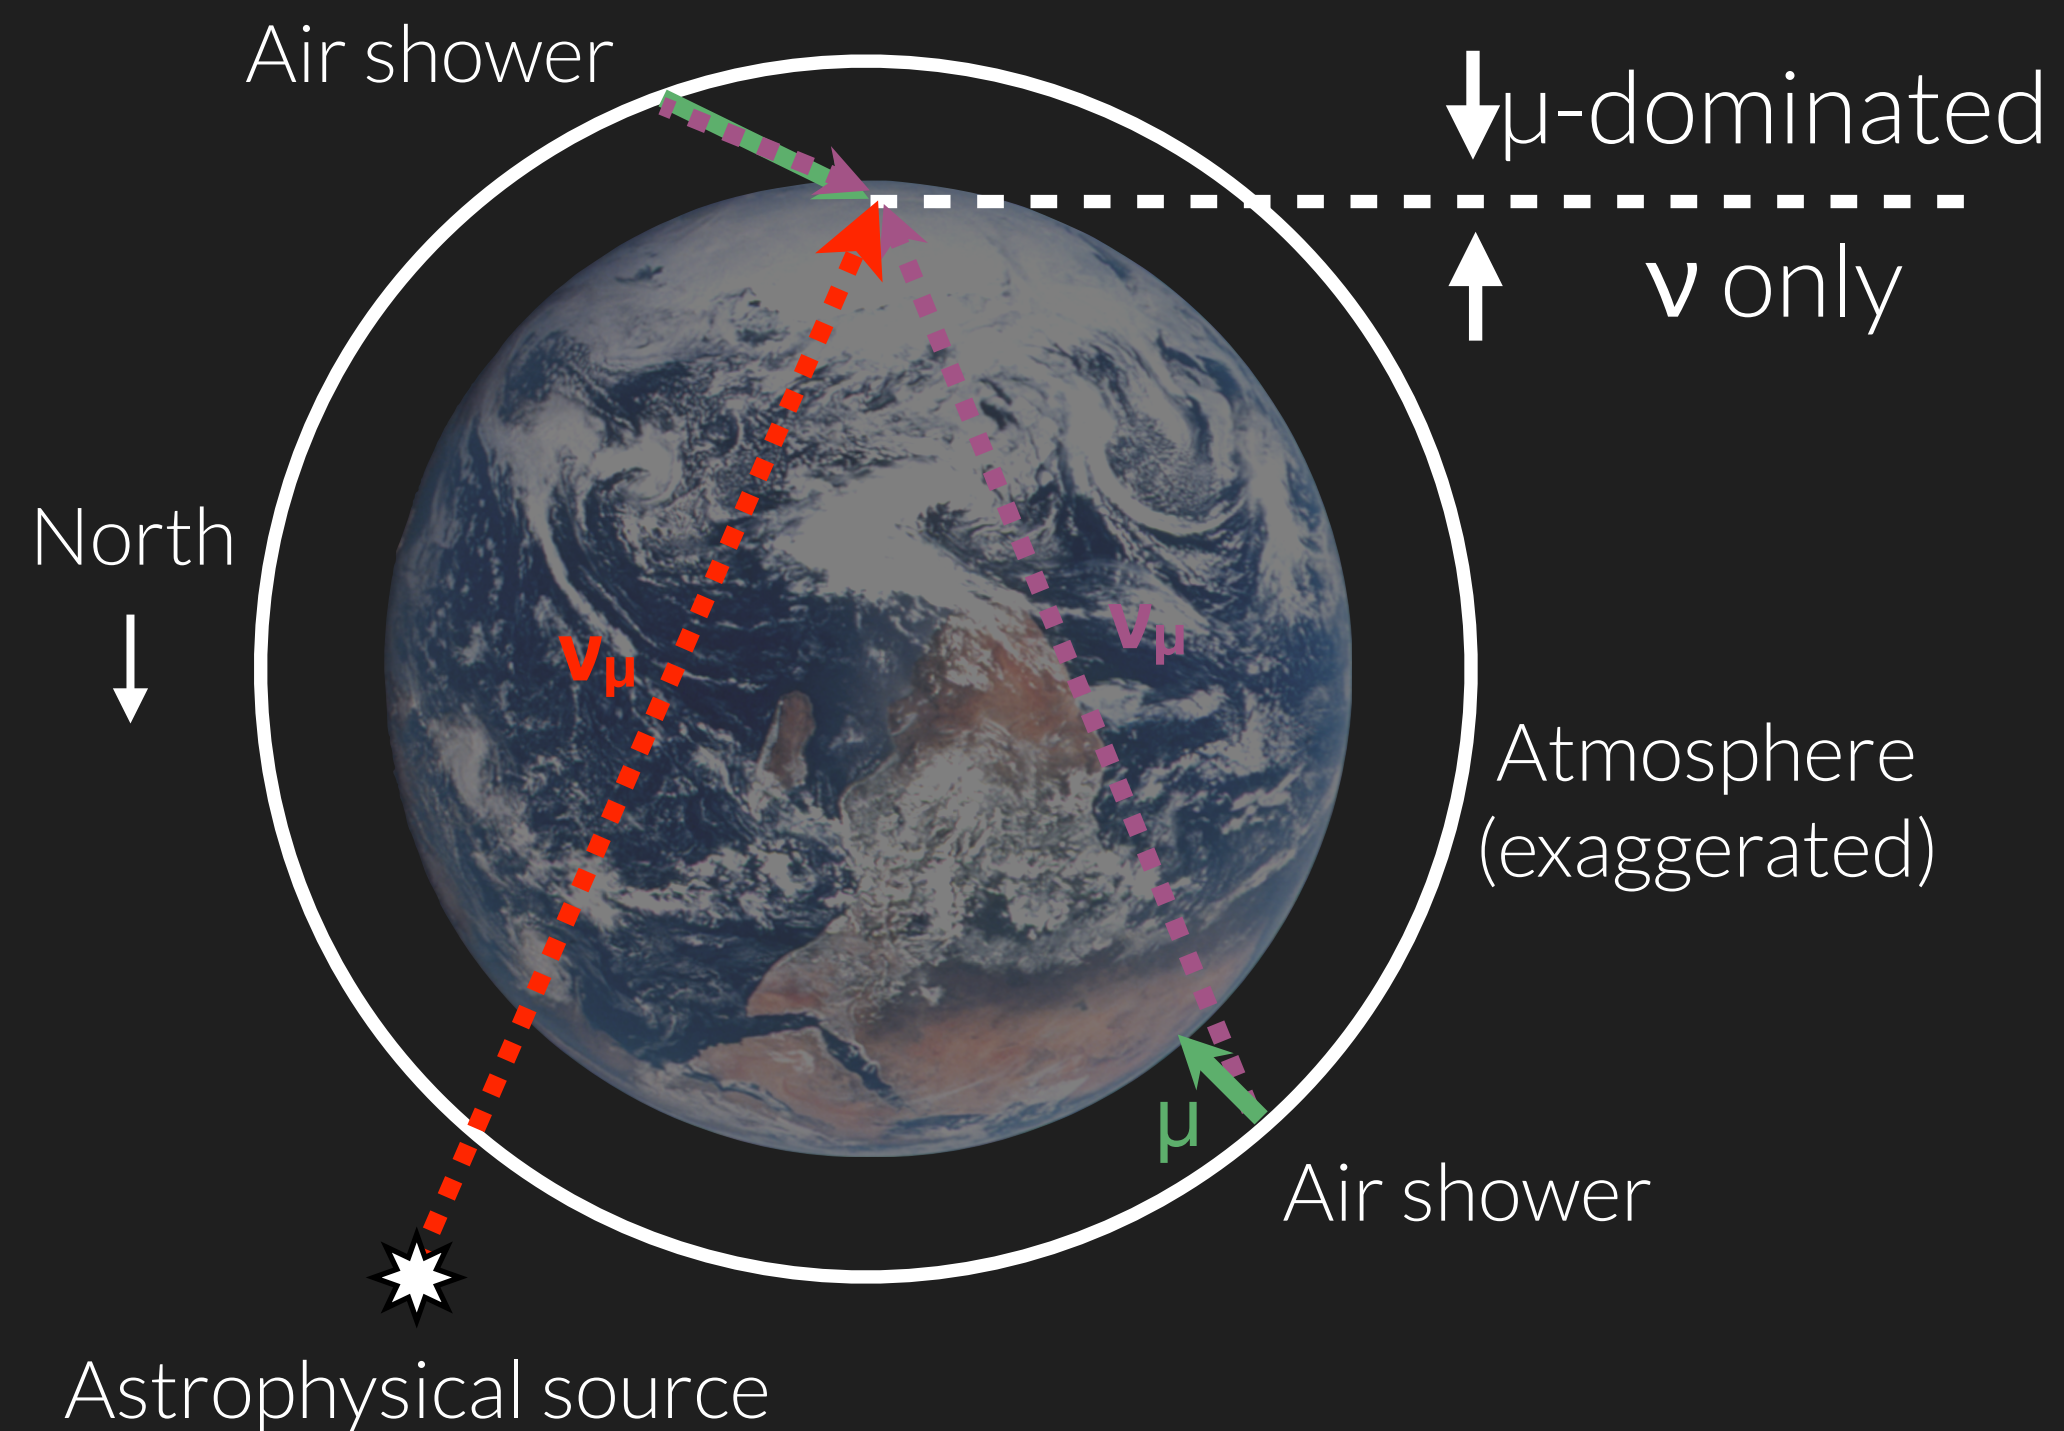 Air shower
μ-dominated
ν only
North
νμ
νμ
Atmosphere
(exaggerated)
μ
Air shower
Astrophysical source